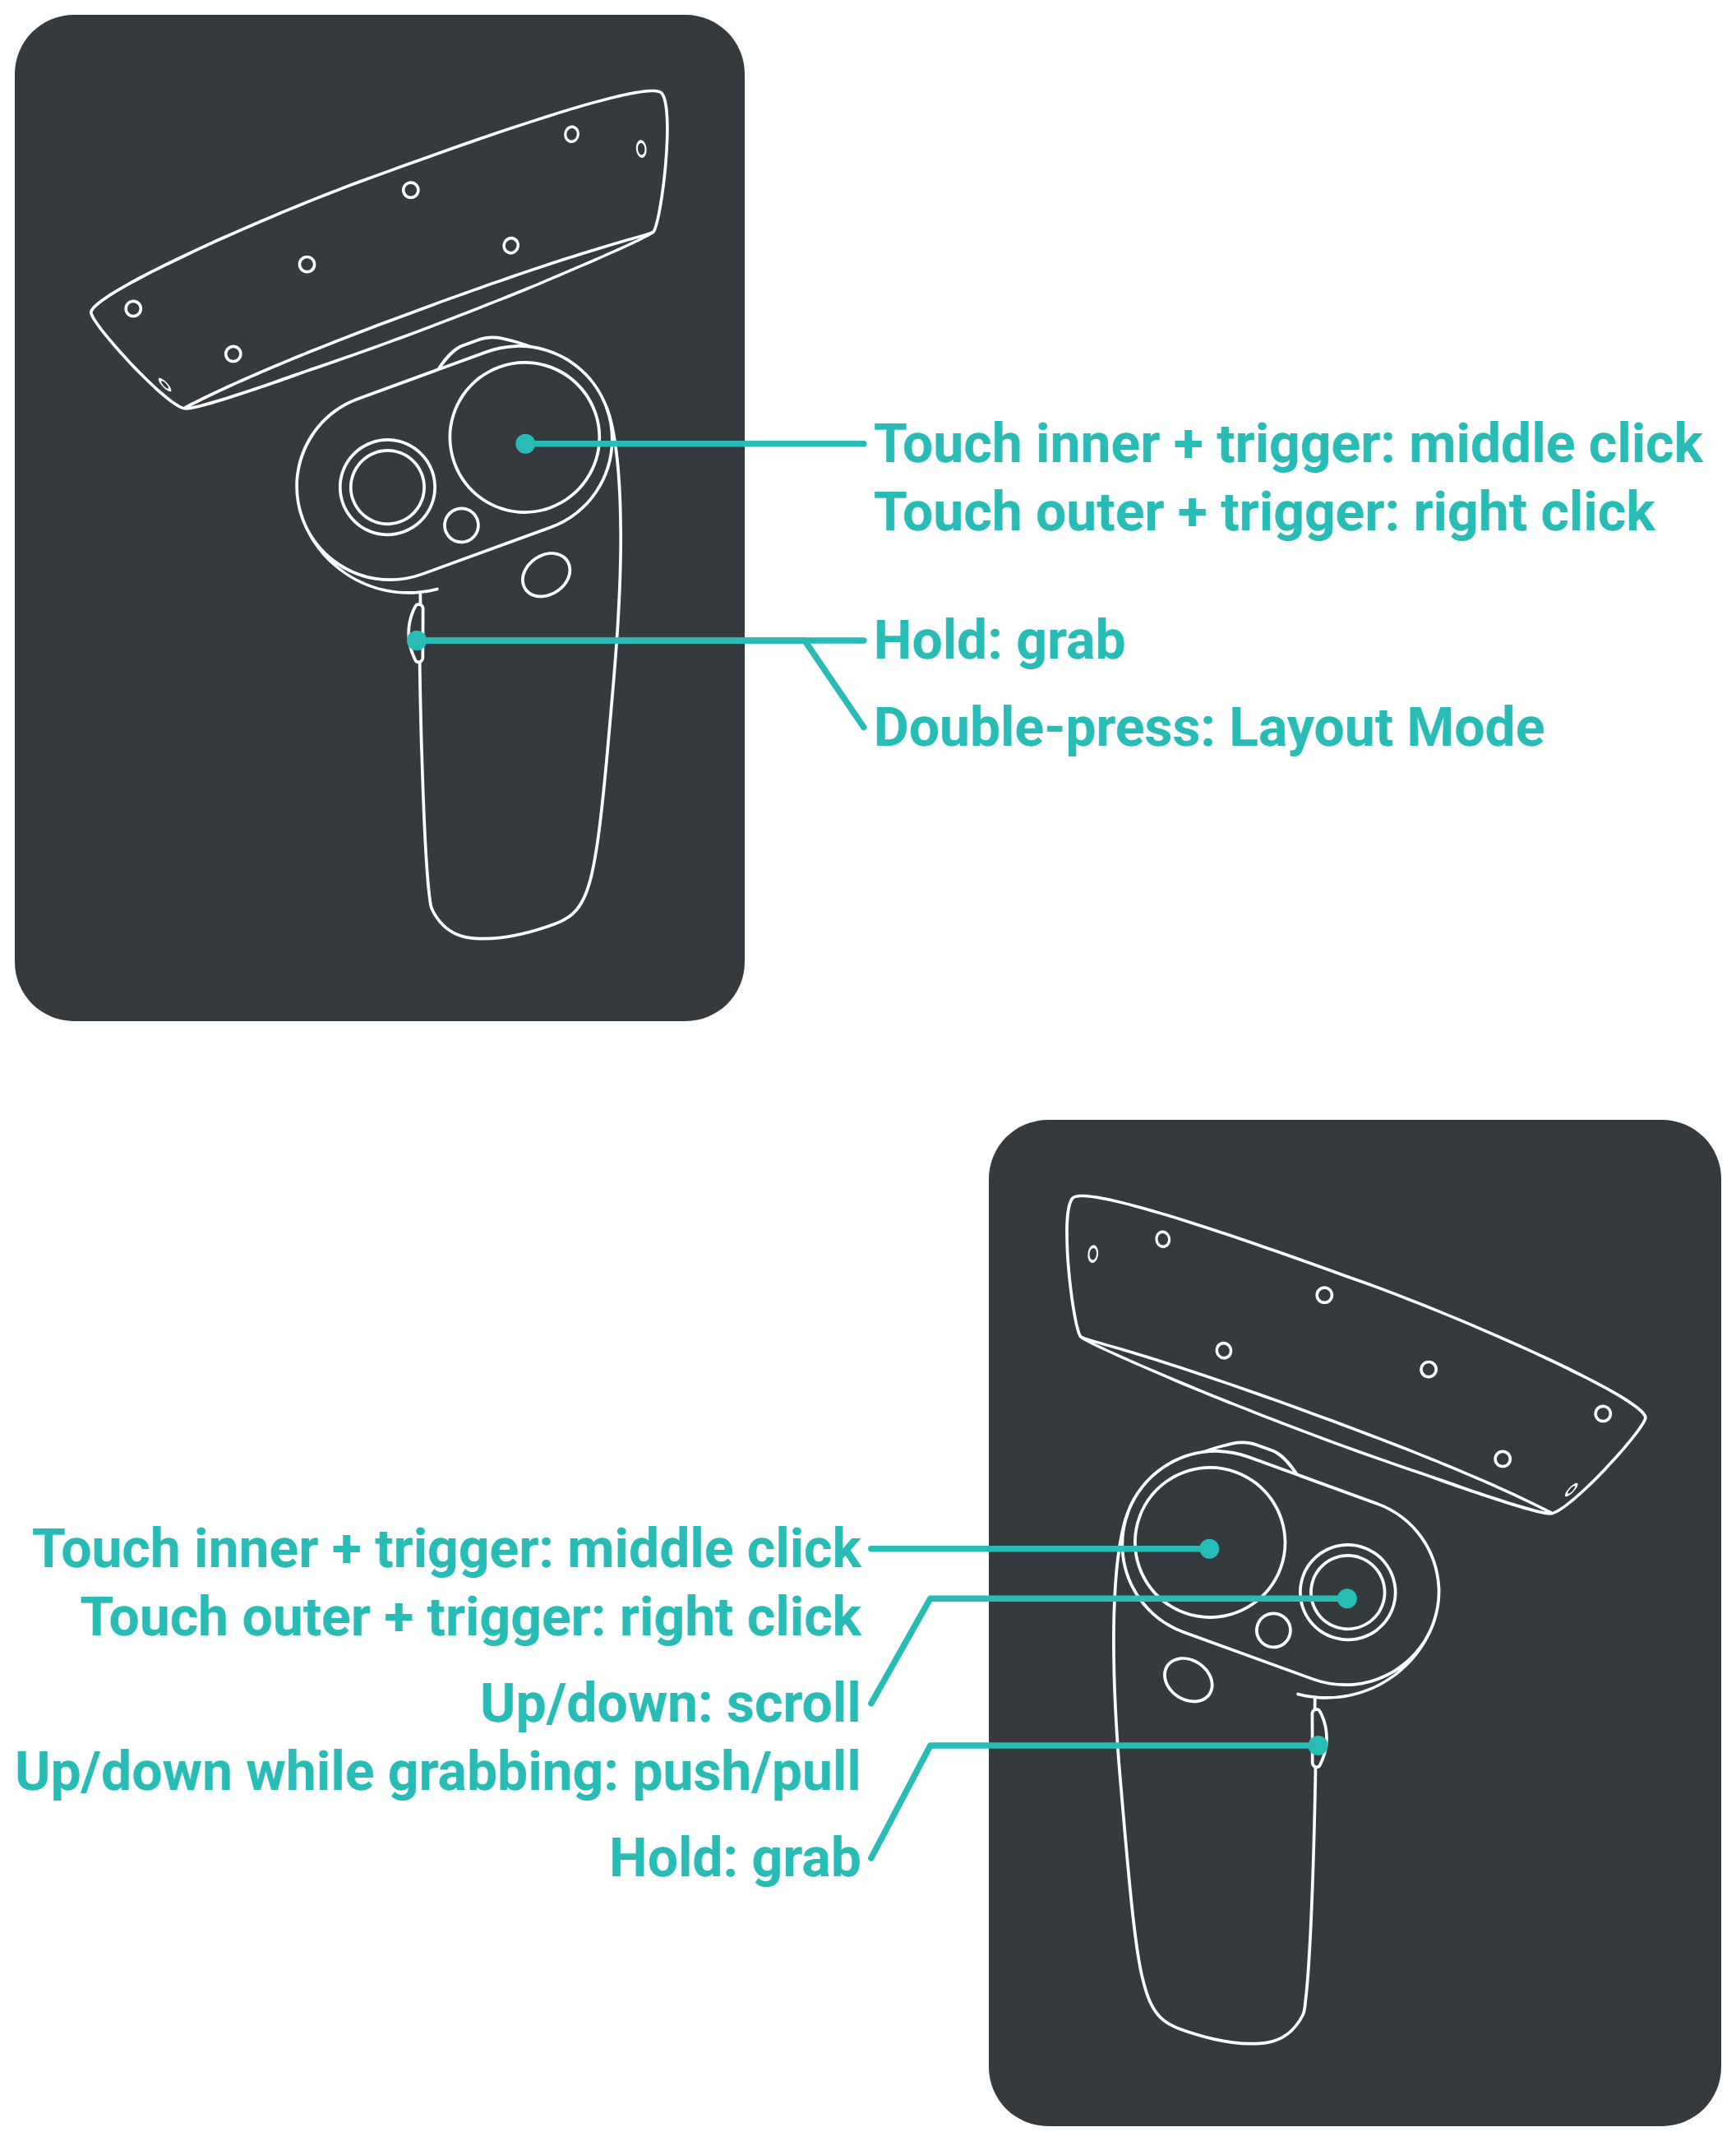 Touch inner + trigger: middle click
Touch outer + trigger: right click
Hold: grab
Double-press: Layout Mode
Touch inner + trigger: middle click
Touch outer + trigger: right click
Up/down: scroll
Up/down while grabbing: push/pull
Hold: grab